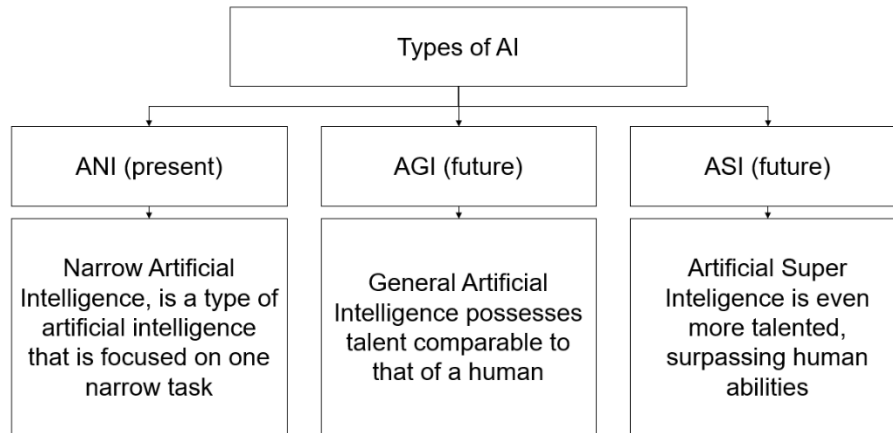 Types of AI
ANI (present)
AGI (future)
ASI (future)
Narrow Artificial
Intelligence, is a type of
artificial intelligence
that is focused on one
narrow task
General Artificial
Intelligence possesses
talent comparable to
that of a human
Artificial Super
Inteligence is even
more talented,
surpassing human
abilities